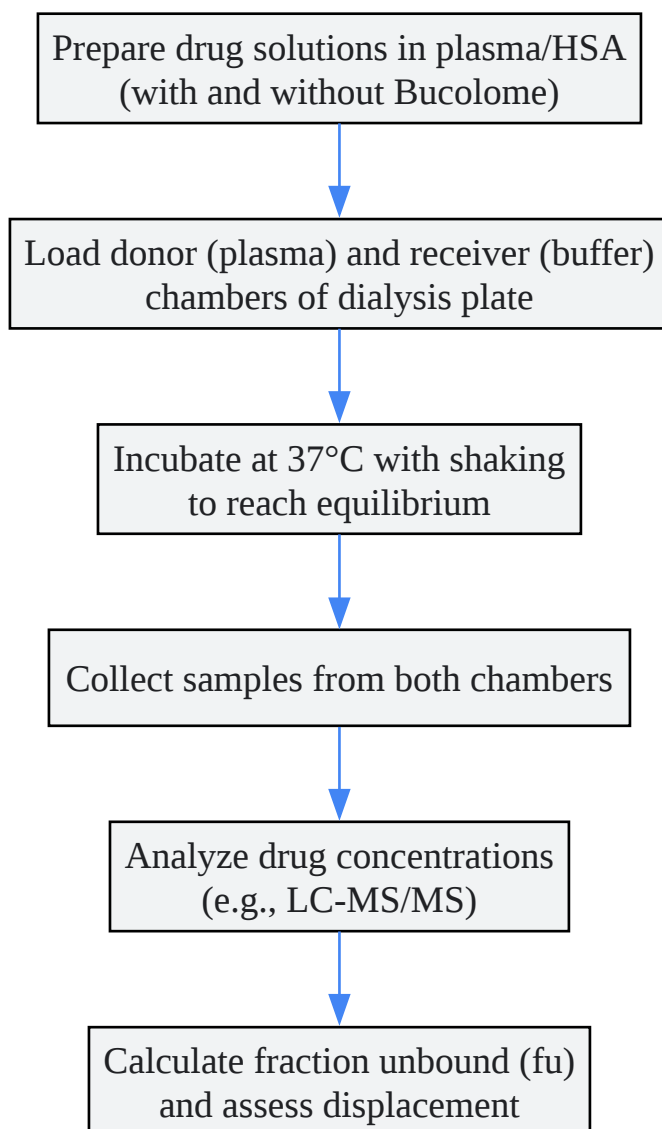 Prepare drug solutions in plasma/HSA
(with and without Bucolome)
Load donor (plasma) and receiver (buffer)
chambers of dialysis plate
Incubate at 37°C with shaking
to reach equilibrium
Collect samples from both chambers
Analyze drug concentrations
(e.g., LC-MS/MS)
Calculate fraction unbound (fu)
and assess displacement